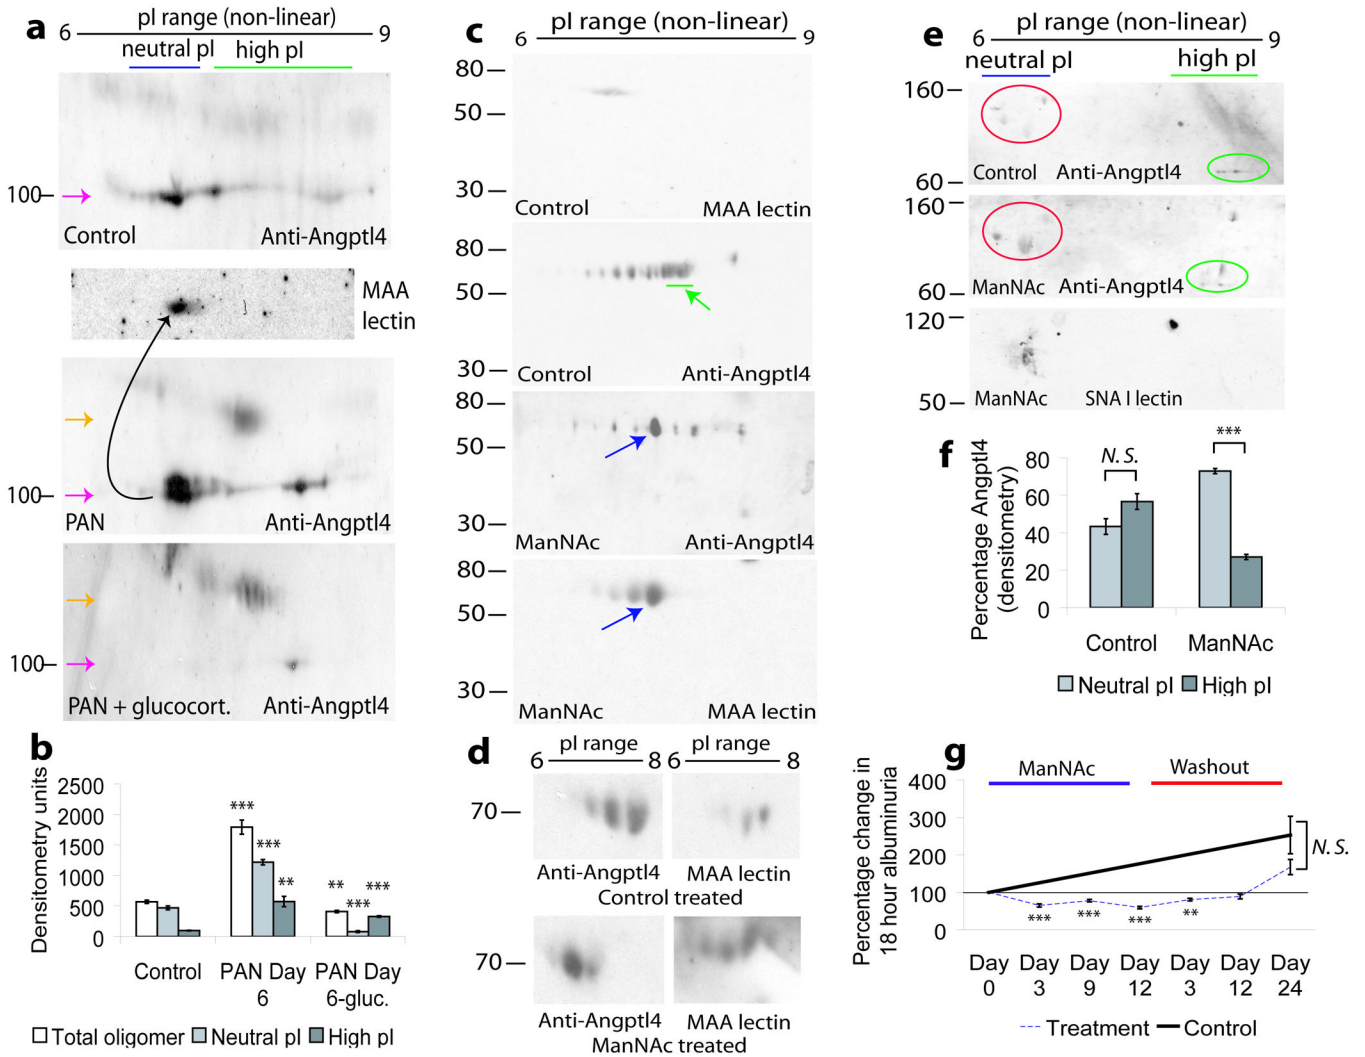 a
pI range (non-linear)
6 9
neutral pI high pI
100
Control Anti-Angptl4
MAA
lectin
100
PAN Anti-Angptl4
100
PAN + glucocort. Anti-Angptl4
b
Densitometry units
2500
2000
1500
1000
500
0
*** *** **
** *** ***
Control PAN Day 6 PAN Day 6-gluc.
Total oligomer Neutral pI High pI
c
pI range (non-linear)
6 9
80
50
30
Control MAA lectin
80
50
30
Control Anti-Angptl4
80
50
30
ManNAc Anti-Angptl4
80
50
30
ManNAc MAA lectin
d
pI range pI range
6 8 6 8
70
Anti-Angptl4 MAA lectin
Control treated
70
Anti-Angptl4 MAA lectin
ManNAc treated
e
pI range (non-linear)
6 9
neutral pI high pI
160
Control Anti-Angptl4
60
160
ManNAc Anti-Angptl4
60
120
ManNAc SNA I lectin
50
f
Percentage Angptl4
(densitometry)
80
60
40
20
0
N. S. ***
Control ManNAc
Neutral pI High pI
g
Percentage change in
18 hour albuminuria
400
300
200
100
0
ManNAc Washout
N. S.
*** *** *** **
Day Day Day Day Day Day Day
0 3 9 12 3 12 24
Treatment Control